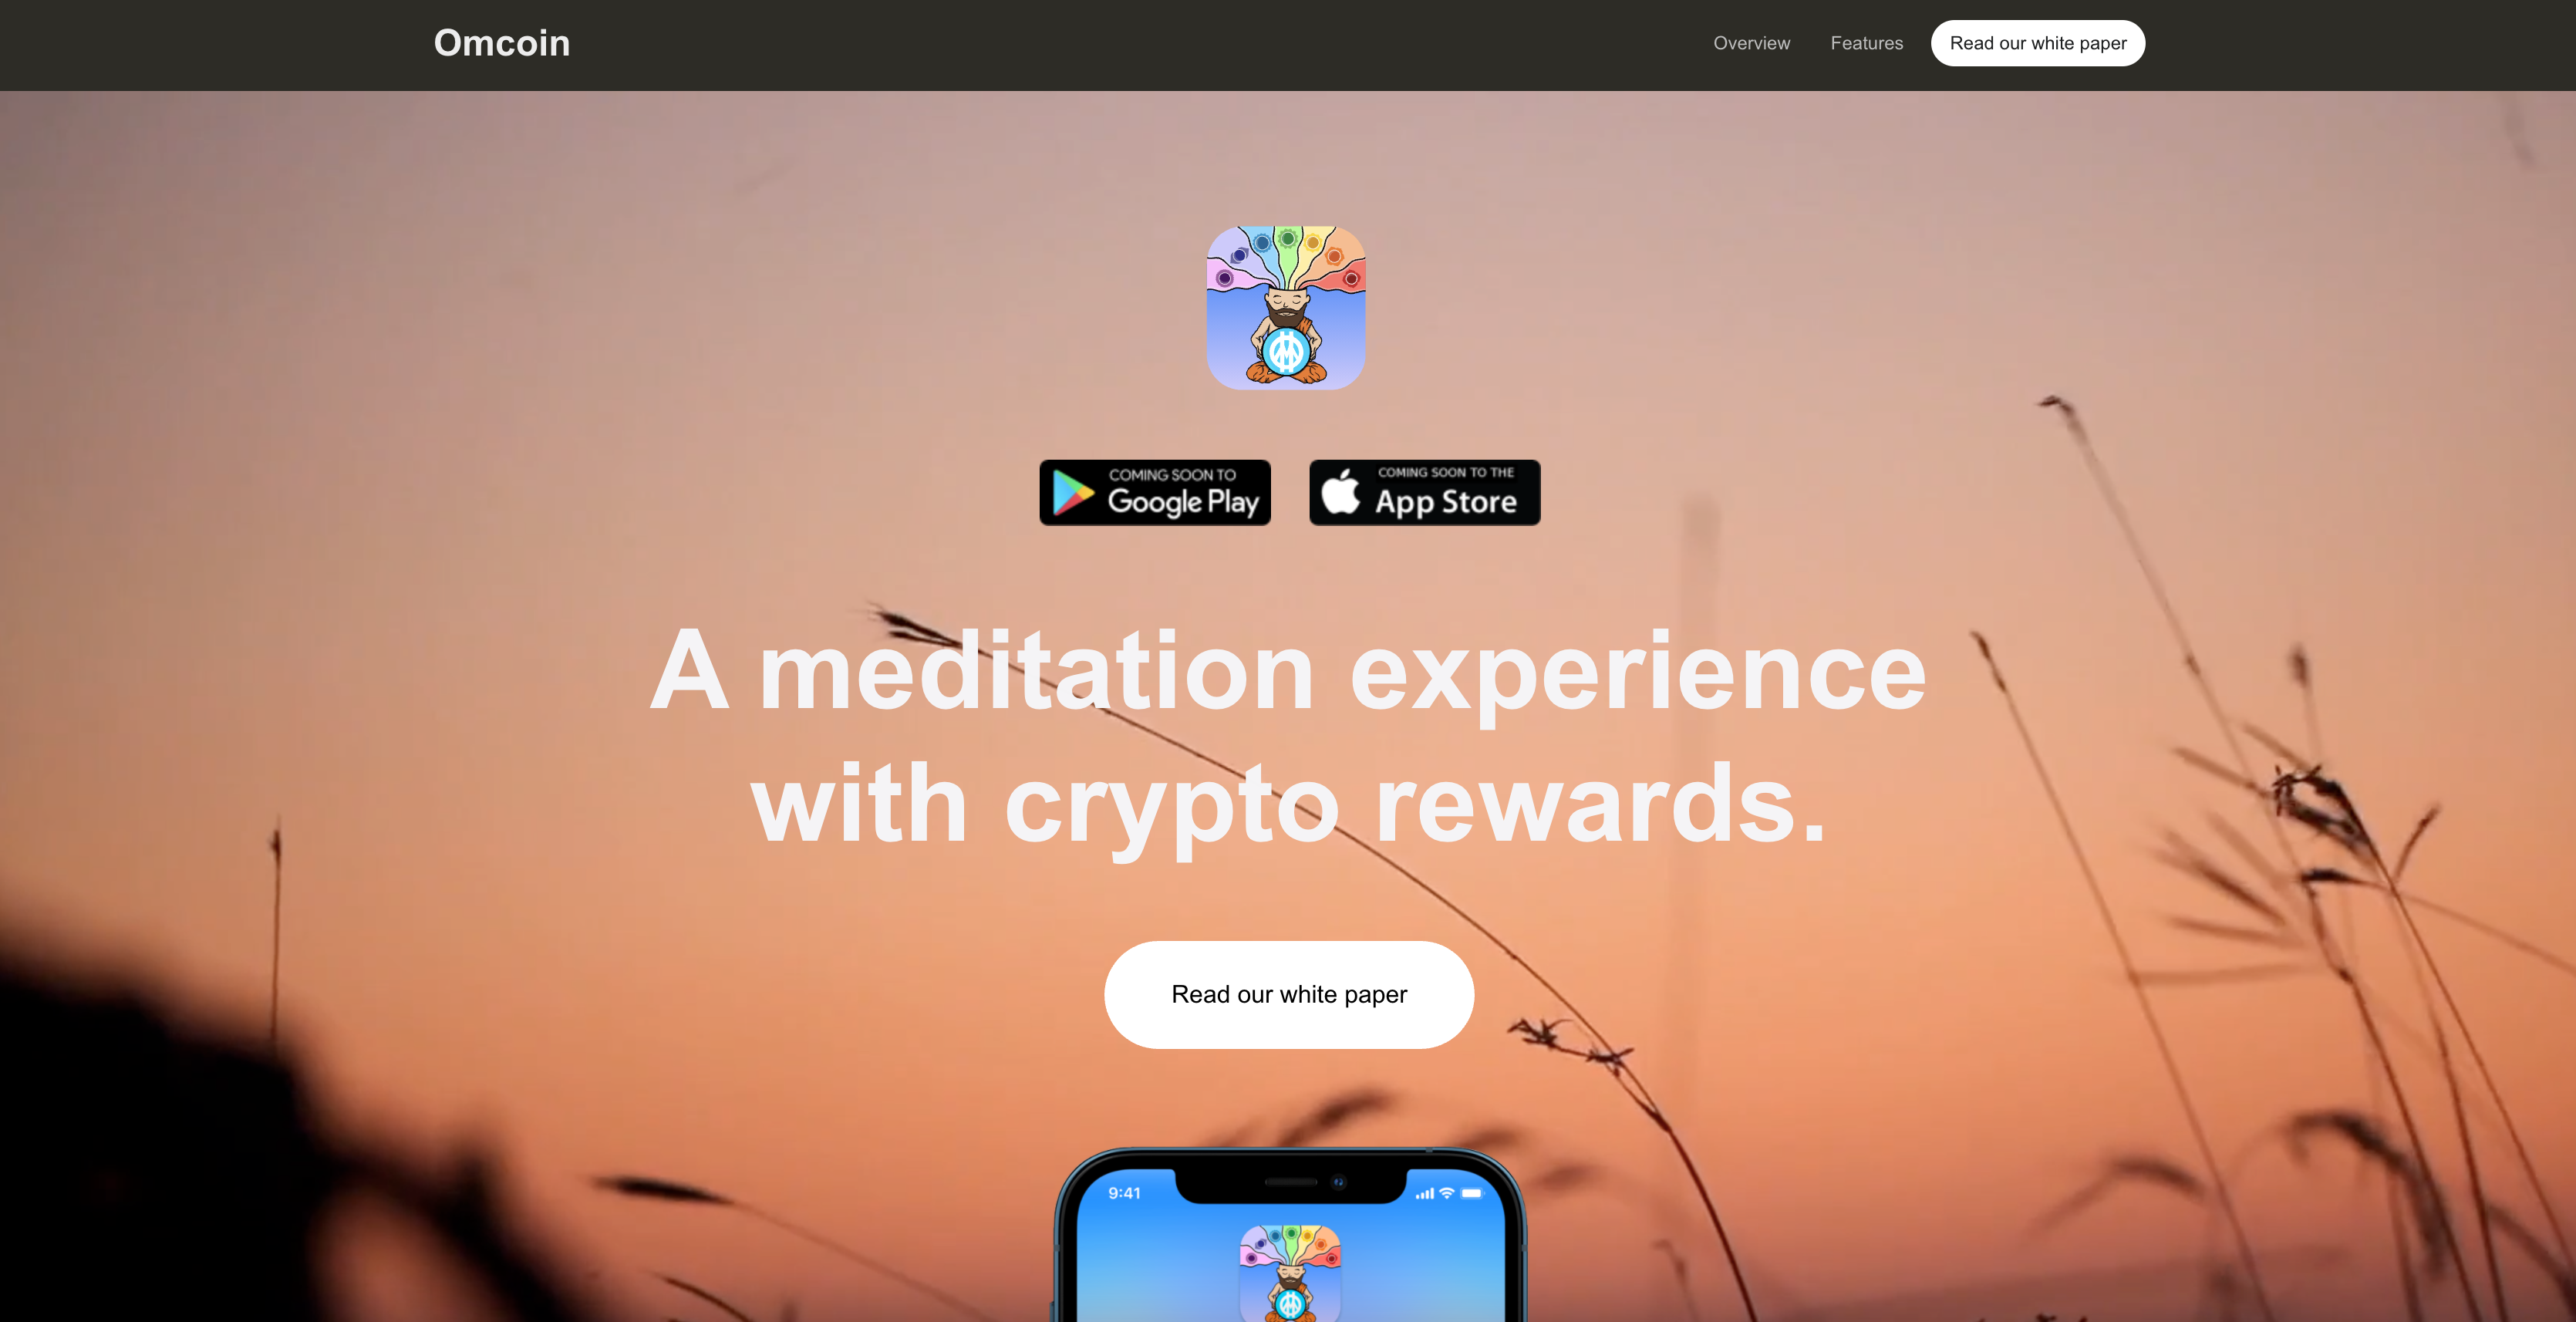 Omcoin
Overview
Features
Read our white paper
COMING SOON TO
Google Play
COMING SOON TO THE
App Store
A meditation experience
with crypto rewards.
Read our white paper
9:41